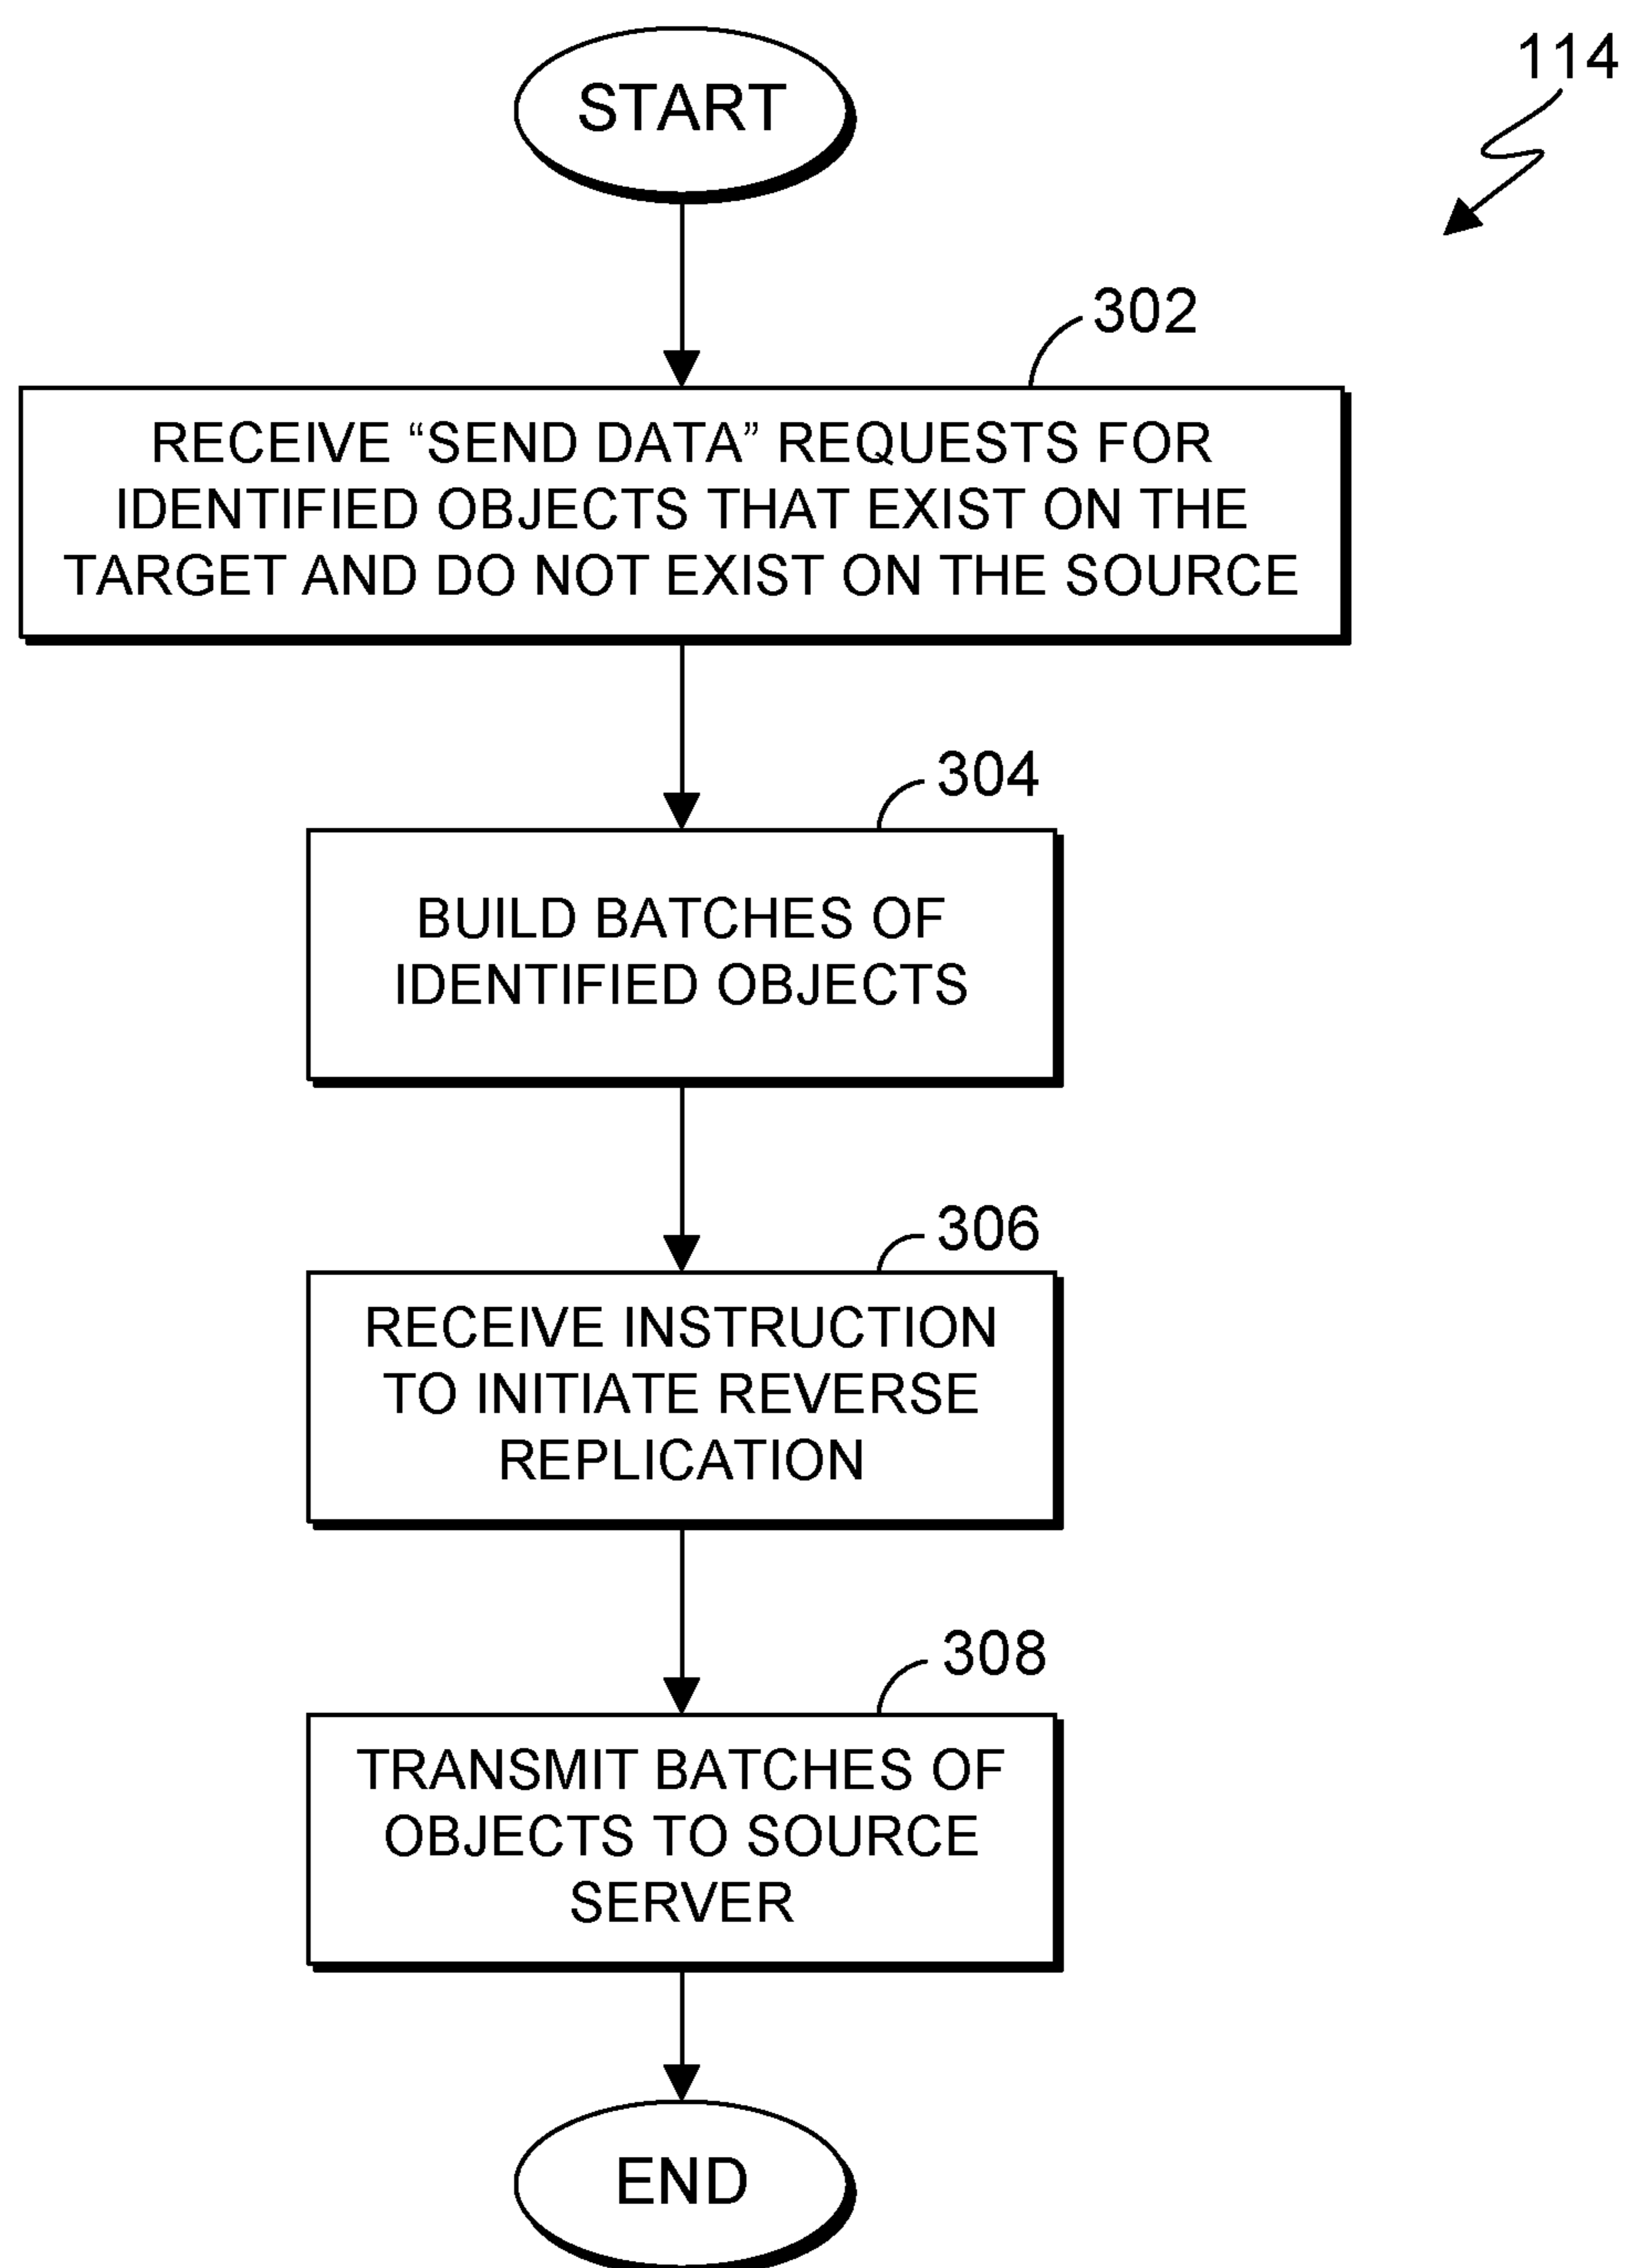 START
114
302
RECEIVE “SEND DATA” REQUESTS FOR
IDENTIFIED OBJECTS THAT EXIST ON THE
TARGET AND DO NOT EXIST ON THE SOURCE
304
BUILD BATCHES OF
IDENTIFIED OBJECTS
306
RECEIVE INSTRUCTION
TO INITIATE REVERSE
REPLICATION
308
TRANSMIT BATCHES OF
OBJECTS TO SOURCE
SERVER
END